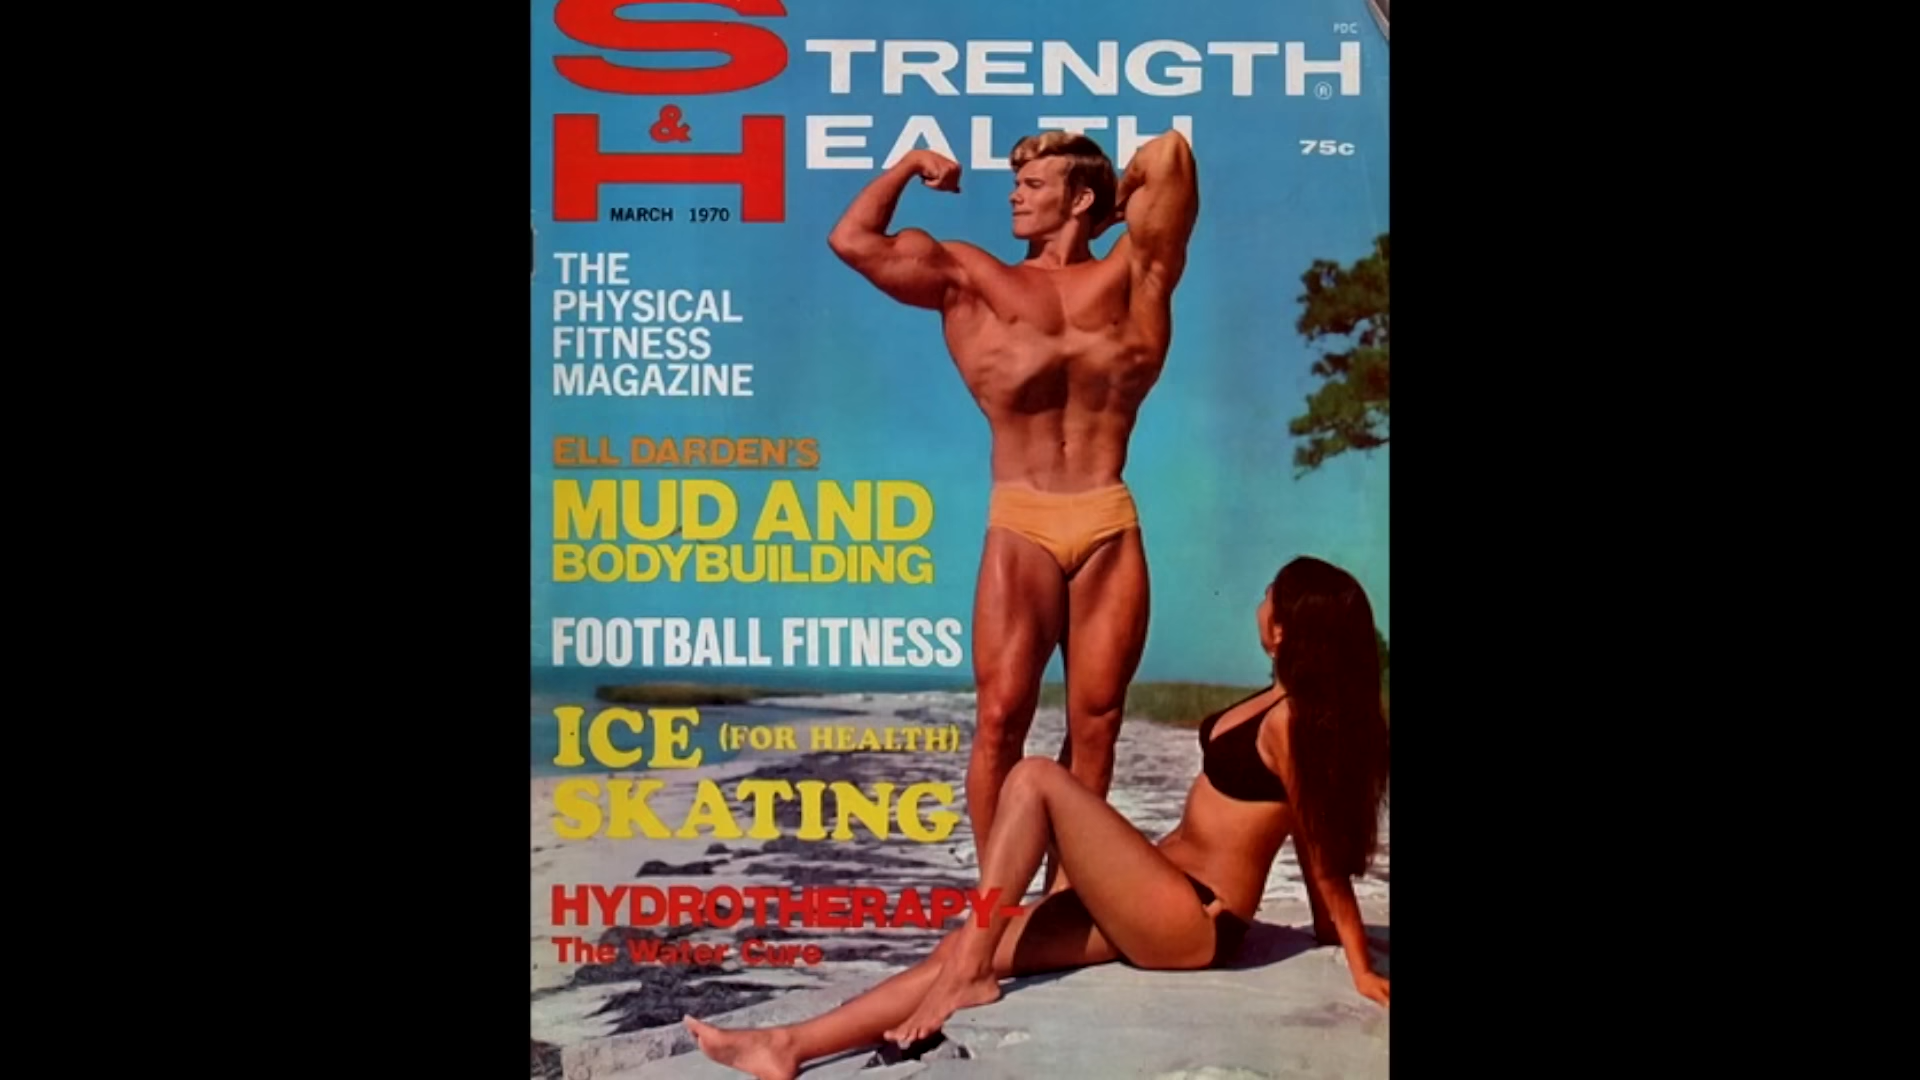 PDC
STRENGTH®
&
HEALTH
75c
MARCH 1970
THE
PHYSICAL
FITNESS
MAGAZINE
ELL DARDEN'S
MUD AND
BODYBUILDING
FOOTBALL FITNESS
ICE (FOR HEALTH)
SKATING
HYDROTHERAPY-
The Water Cure